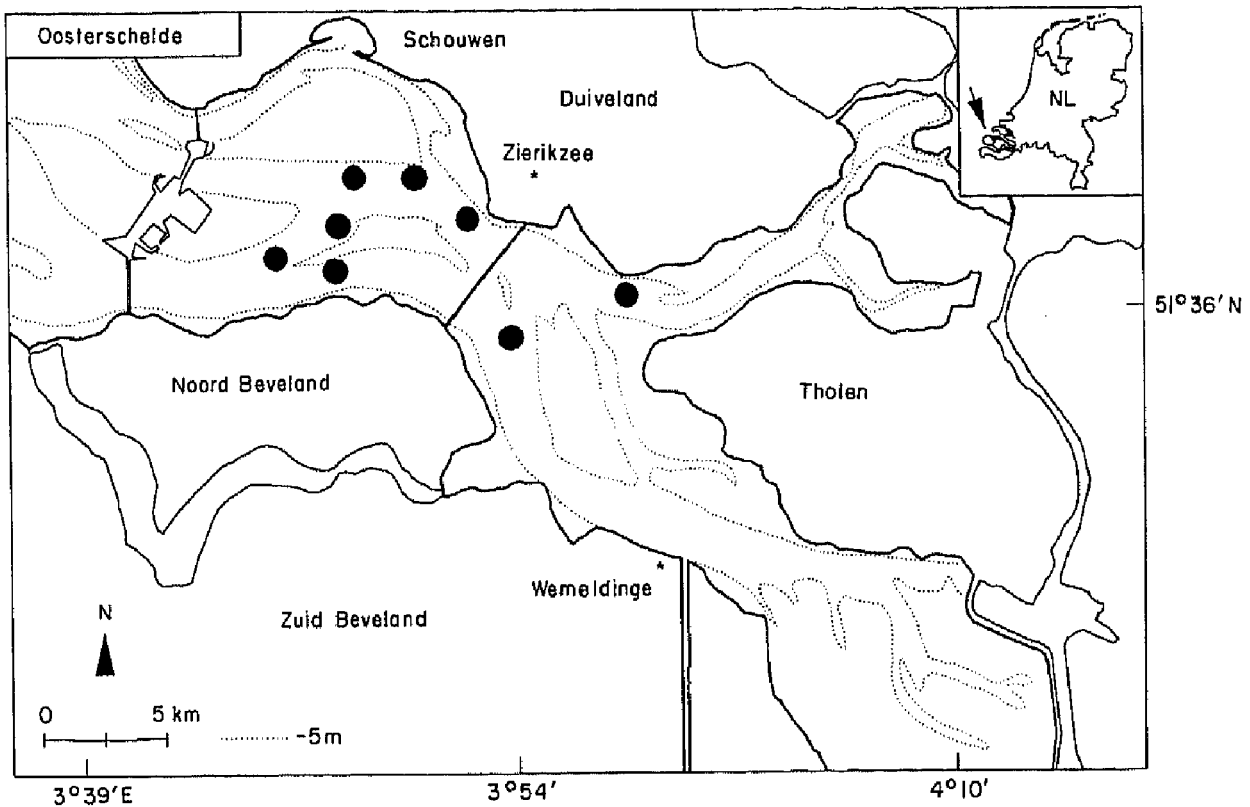 Oosterschelde
Schouwen
Duiveland
NL
Zierikzee
*
51°36'N
Noord Beveland
Tholen
Wemeldinge
*
Zuid Beveland
N
0 5 km
-5m
3°39'E
3°54'
4°10'